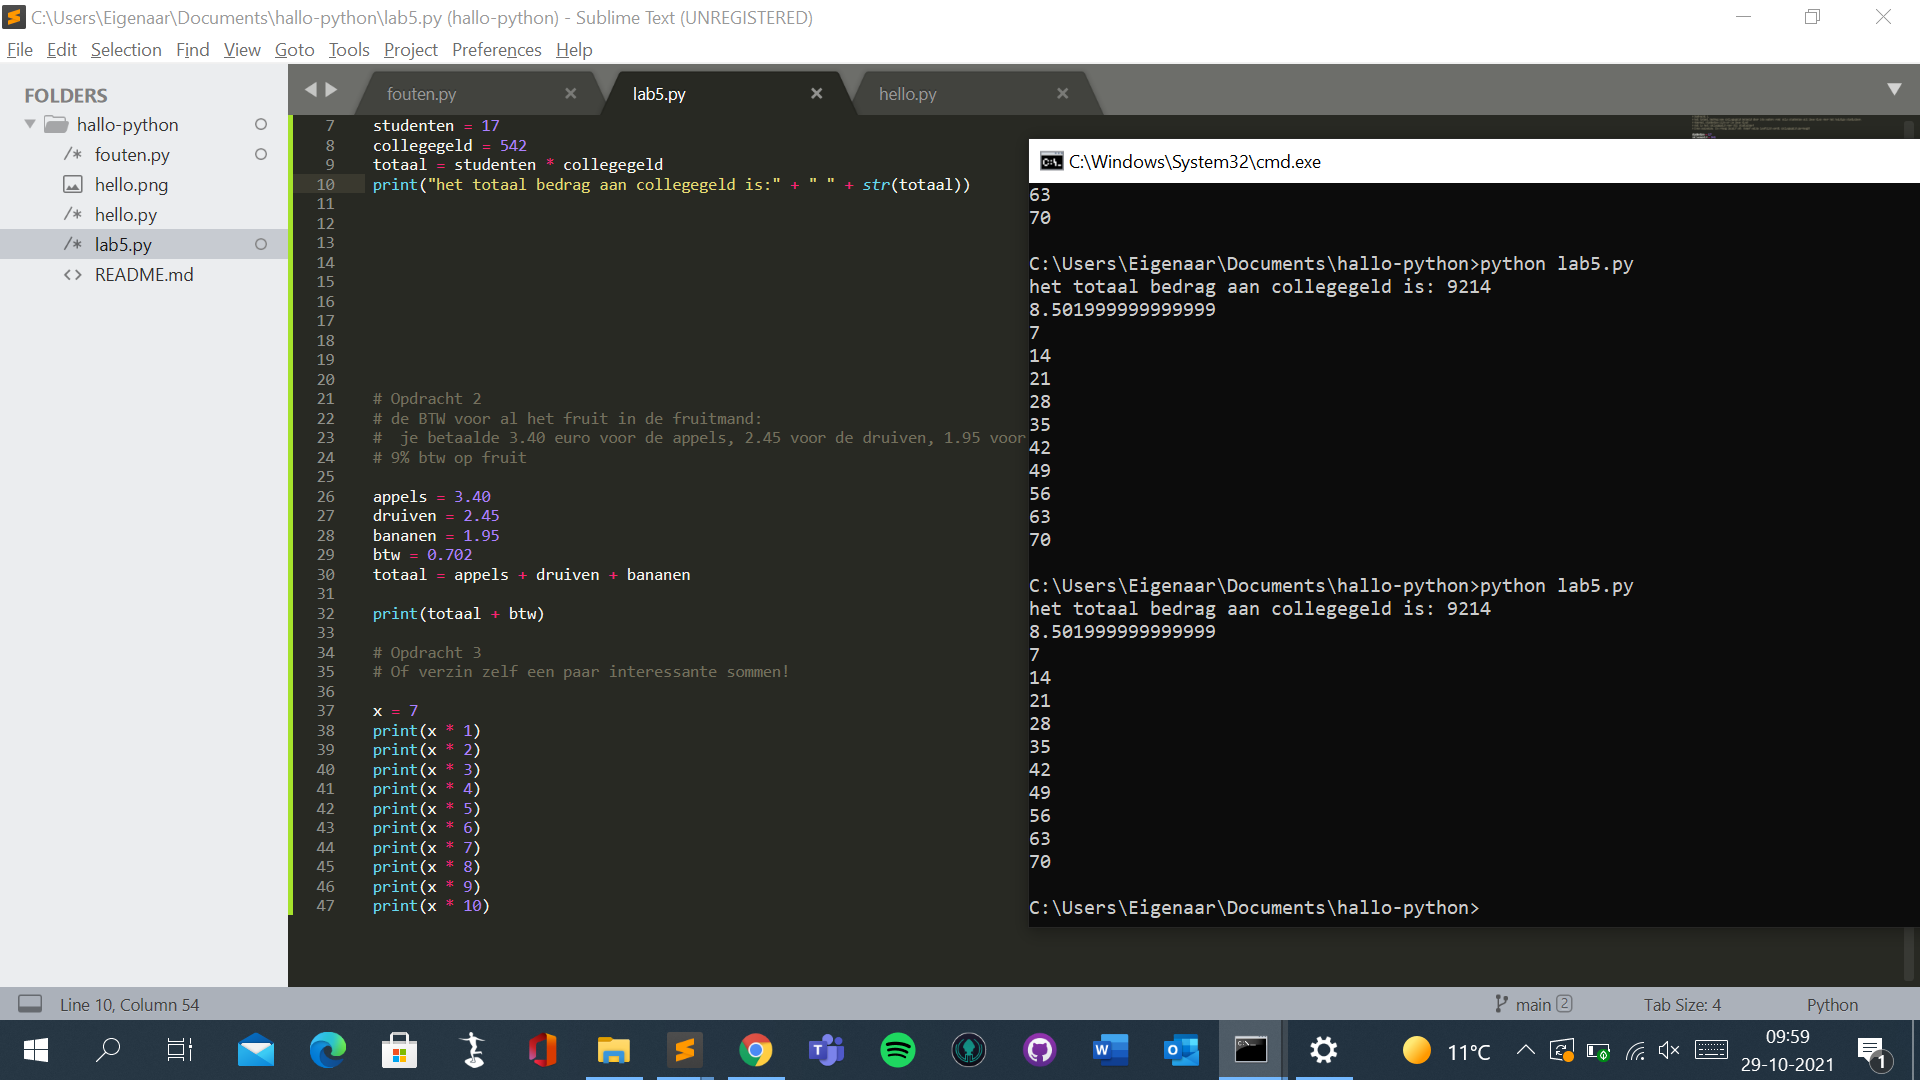 C:\Users\Eigenaar\Documents\hallo-python\lab5.py (hallo-python) - Sublime Text (UNREGISTERED)
File Edit Selection Find View Goto Tools Project Preferences Help
FOLDERS
hallo-python
/* fouten.py
hello.png
/* hello.py
/* lab5.py
<> README.md
fouten.py
lab5.py
hello.py
7 studenten = 17
8 collegegeld = 542
9 totaal = studenten * collegegeld
10 print("het totaal bedrag aan collegegeld is:" + " " + str(totaal))
11
12
13
14
15
16
17
18
19
20
21 # Opdracht 2
22 # de BTW voor al het fruit in de fruitmand:
23 #  je betaalde 3.40 euro voor de appels, 2.45 voor de druiven, 1.95 voor
24 # 9% btw op fruit
25
26 appels = 3.40
27 druiven = 2.45
28 bananen = 1.95
29 btw = 0.702
30 totaal = appels + druiven + bananen
31
32 print(totaal + btw)
33
34 # Opdracht 3
35 # Of verzin zelf een paar interessante sommen!
36
37 x = 7
38 print(x * 1)
39 print(x * 2)
40 print(x * 3)
41 print(x * 4)
42 print(x * 5)
43 print(x * 6)
44 print(x * 7)
45 print(x * 8)
46 print(x * 9)
47 print(x * 10)
C:\Windows\System32\cmd.exe
63
70
C:\Users\Eigenaar\Documents\hallo-python>python lab5.py
het totaal bedrag aan collegegeld is: 9214
8.501999999999999
7
14
21
28
35
42
49
56
63
70
C:\Users\Eigenaar\Documents\hallo-python>python lab5.py
het totaal bedrag aan collegegeld is: 9214
8.501999999999999
7
14
21
28
35
42
49
56
63
70
C:\Users\Eigenaar\Documents\hallo-python>
Line 10, Column 54
main 2
Tab Size: 4
Python
11°C
09:59
29-10-2021
1